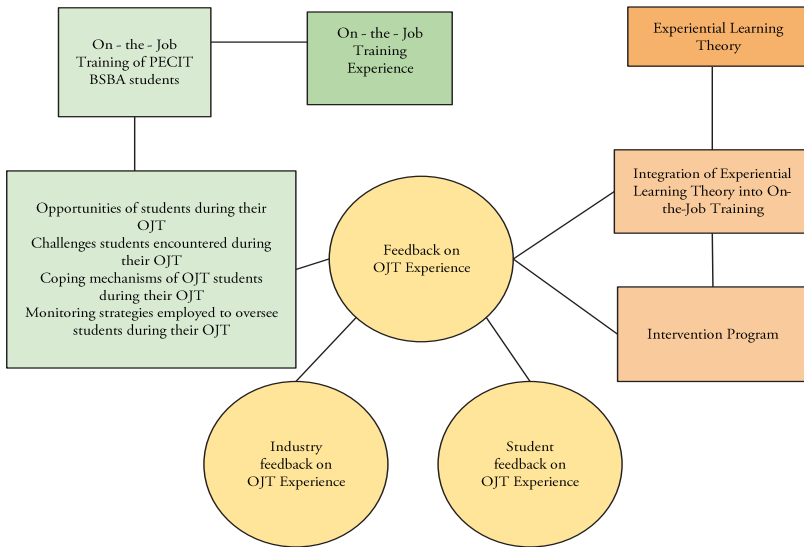 On - the - Job
Training of PECIT
BSBA students
On - the - Job
Training
Experience
Experiential Learning
Theory
Opportunities of students during their
OJT
Challenges students encountered during
their OJT
Coping mechanisms of OJT students
during their OJT
Monitoring strategies employed to oversee
students during their OJT
Feedback on
OJT Experience
Integration of Experiential
Learning Theory into On-
the-Job Training
Intervention Program
Industry
feedback on
OJT Experience
Student
feedback on
OJT Experience